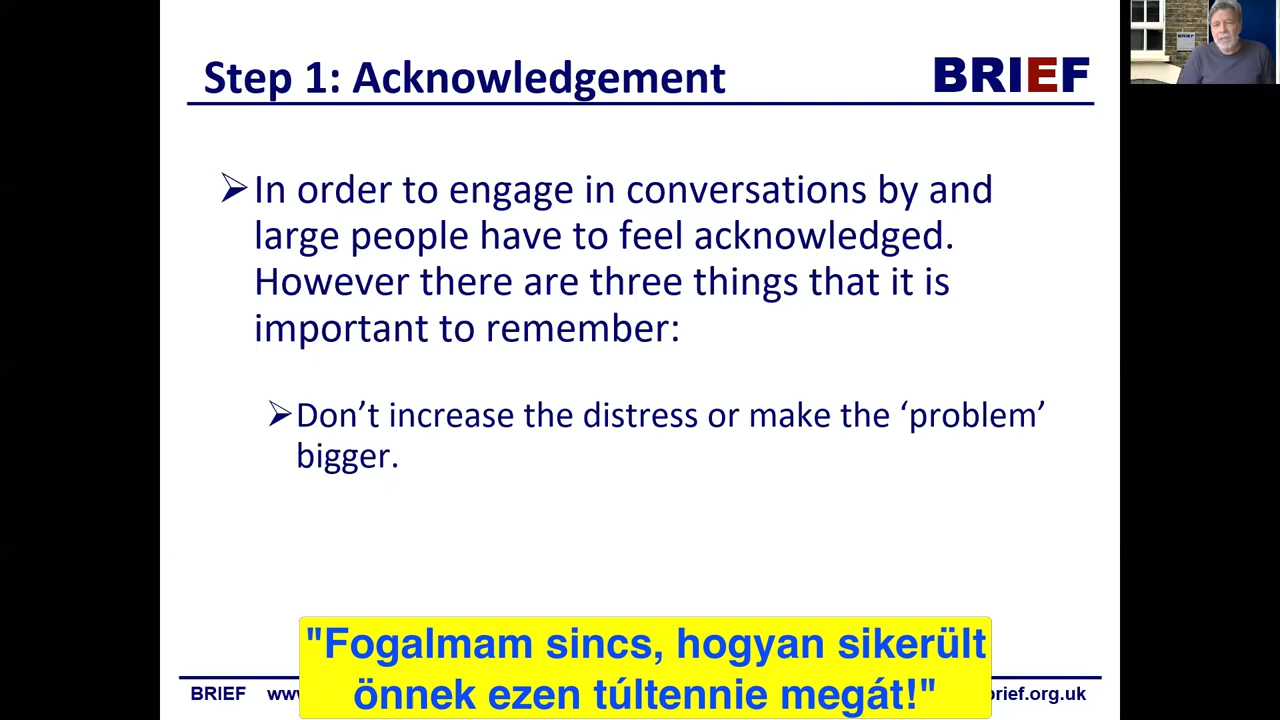 Step 1: Acknowledgement
BRIEF
BRIEF
➢In order to engage in conversations by and
large people have to feel acknowledged.
However there are three things that it is
important to remember:
➢Don’t increase the distress or make the ‘problem’
bigger.
"Fogalmam sincs, hogyan sikerült
önnek ezen túltennie megát!"
BRIEF
brief.org.uk